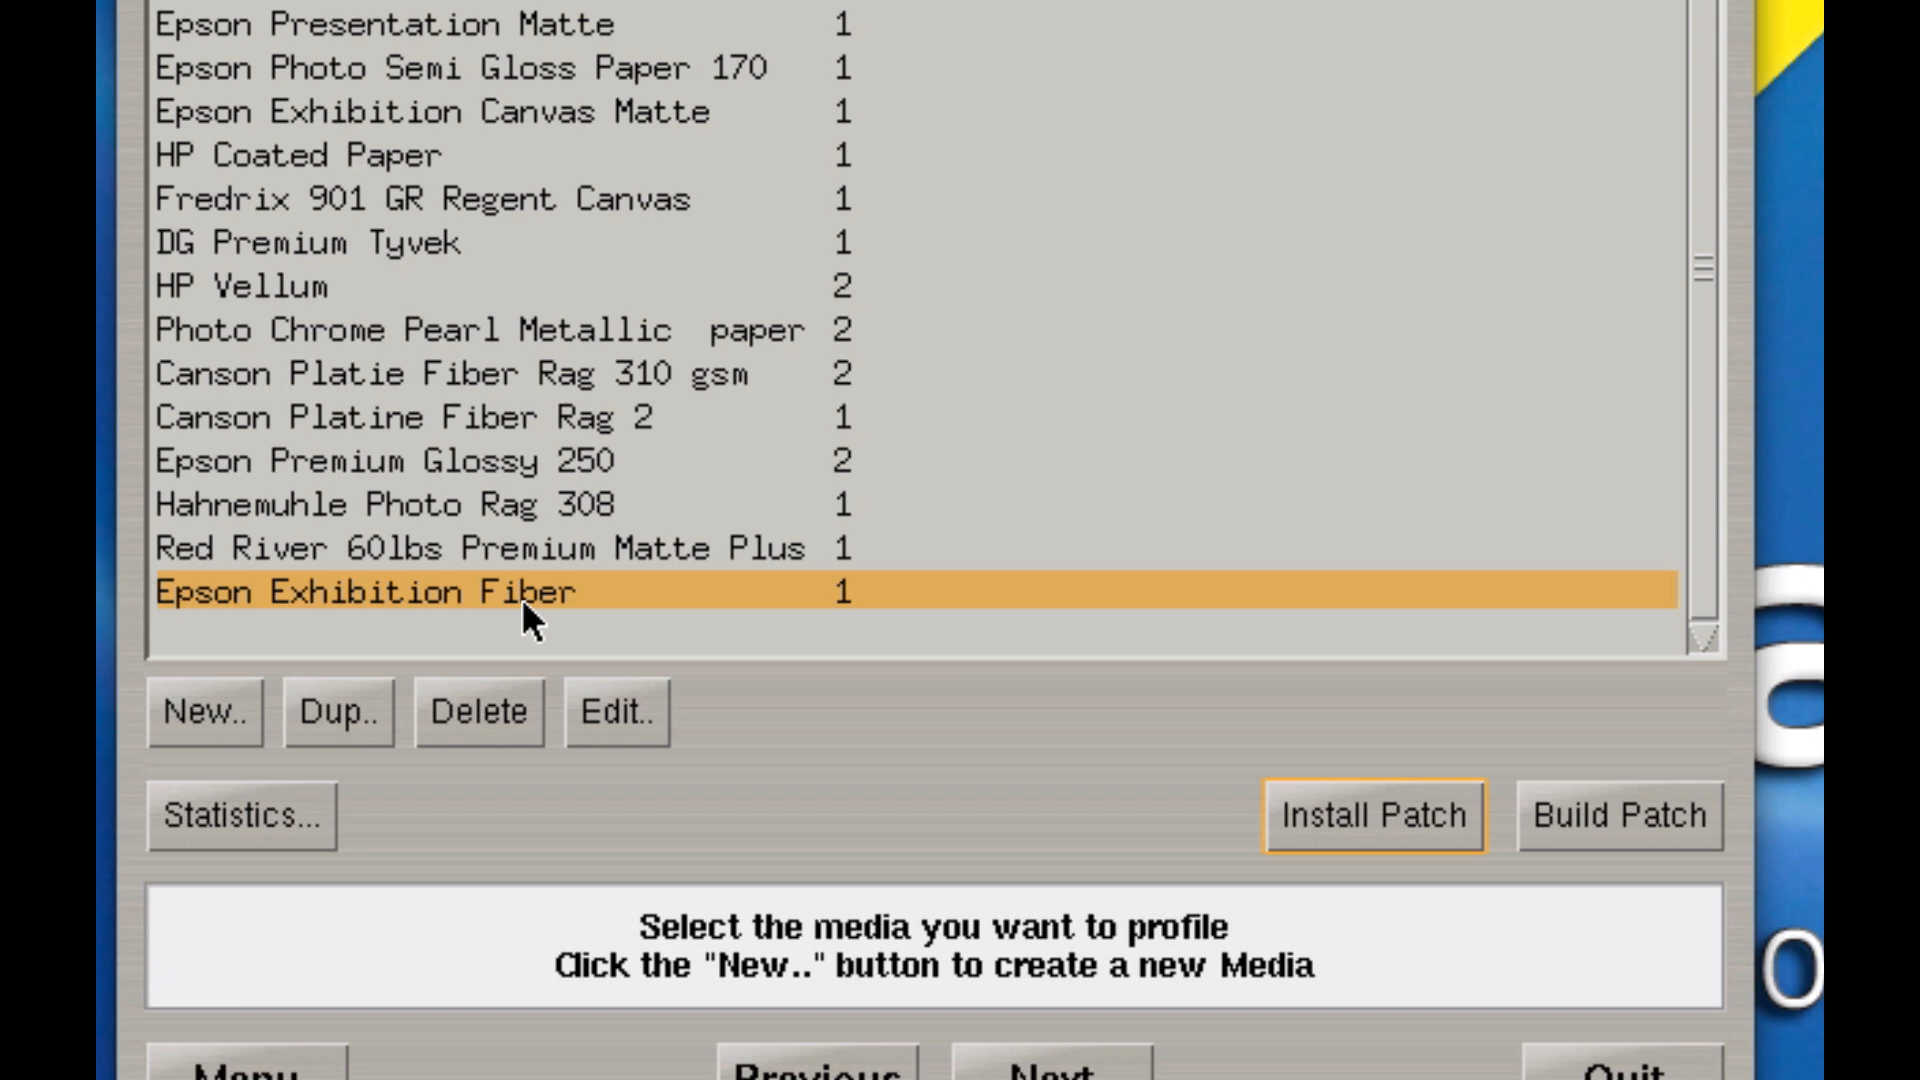 Epson Presentation Matte 1
Epson Photo Semi Gloss Paper 170 1
Epson Exhibition Canvas Matte 1
HP Coated Paper 1
Fredrix 901 GR Regent Canvas 1
DG Premium Tyvek 1
HP Vellum 2
Photo Chrome Pearl Metallic  paper 2
Canson Platie Fiber Rag 310 gsm 2
Canson Platine Fiber Rag 2 1
Epson Premium Glossy 250 2
Hahnemuhle Photo Rag 308 1
Red River 60lbs Premium Matte Plus 1
Epson Exhibition Fiber 1
New.. Dup.. Delete Edit..
Statistics... Install Patch Build Patch
Select the media you want to profile
Click the "New.." button to create a new Media
Menu Previous Next Quit